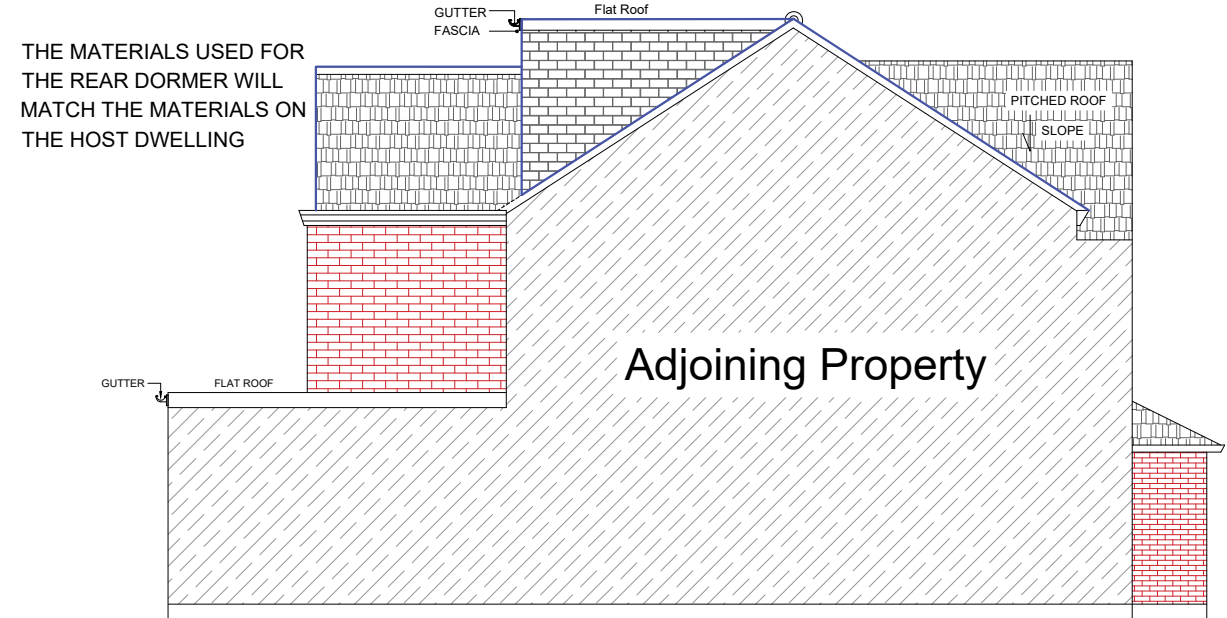 GUTTER
Flat Roof
FASCIA
THE MATERIALS USED FOR
THE REAR DORMER WILL
MATCH THE MATERIALS ON
THE HOST DWELLING
PITCHED ROOF
SLOPE
Adjoining Property
GUTTER
FLAT ROOF